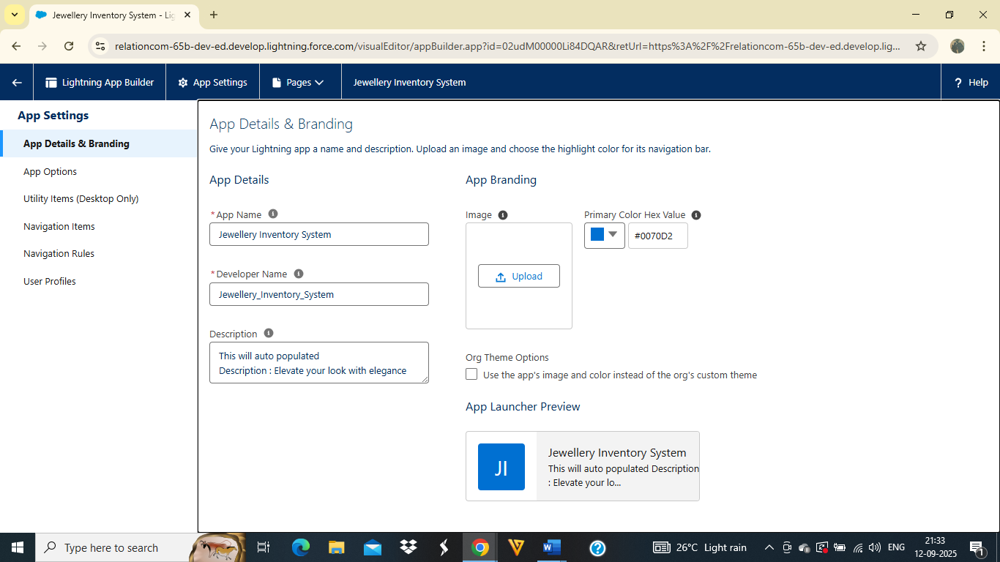 Jewellery Inventory System - Lig
relationcom-65b-dev-ed.develop.lightning.force.com/visualEditor/appBuilder.app?id=02udM00000Li84DQAR&retUrl=https%3A%2F%2Frelationcom-65b-dev-ed.develop.lig...
Lightning App Builder
App Settings
Pages
Jewellery Inventory System
? Help
App Settings
App Details & Branding
App Options
Utility Items (Desktop Only)
Navigation Items
Navigation Rules
User Profiles
App Details & Branding
Give your Lightning app a name and description. Upload an image and choose the highlight color for its navigation bar.
App Details
*App Name
Jewellery Inventory System
*Developer Name
Jewellery_Inventory_System
Description
This will auto populated
Description : Elevate your look with elegance
App Branding
Image
Upload
Primary Color Hex Value
#0070D2
Org Theme Options
Use the app's image and color instead of the org's custom theme
App Launcher Preview
JI
Jewellery Inventory System
This will auto populated Description
: Elevate your lo...
Type here to search
26°C Light rain
ENG
21:33
12-09-2025
1